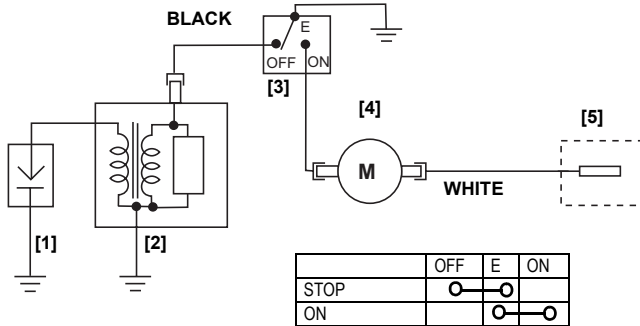 BLACK
E
OFF ON
[3]
[4]
[5]
M
WHITE
[1]
[2]
OFF E ON
STOP
ON